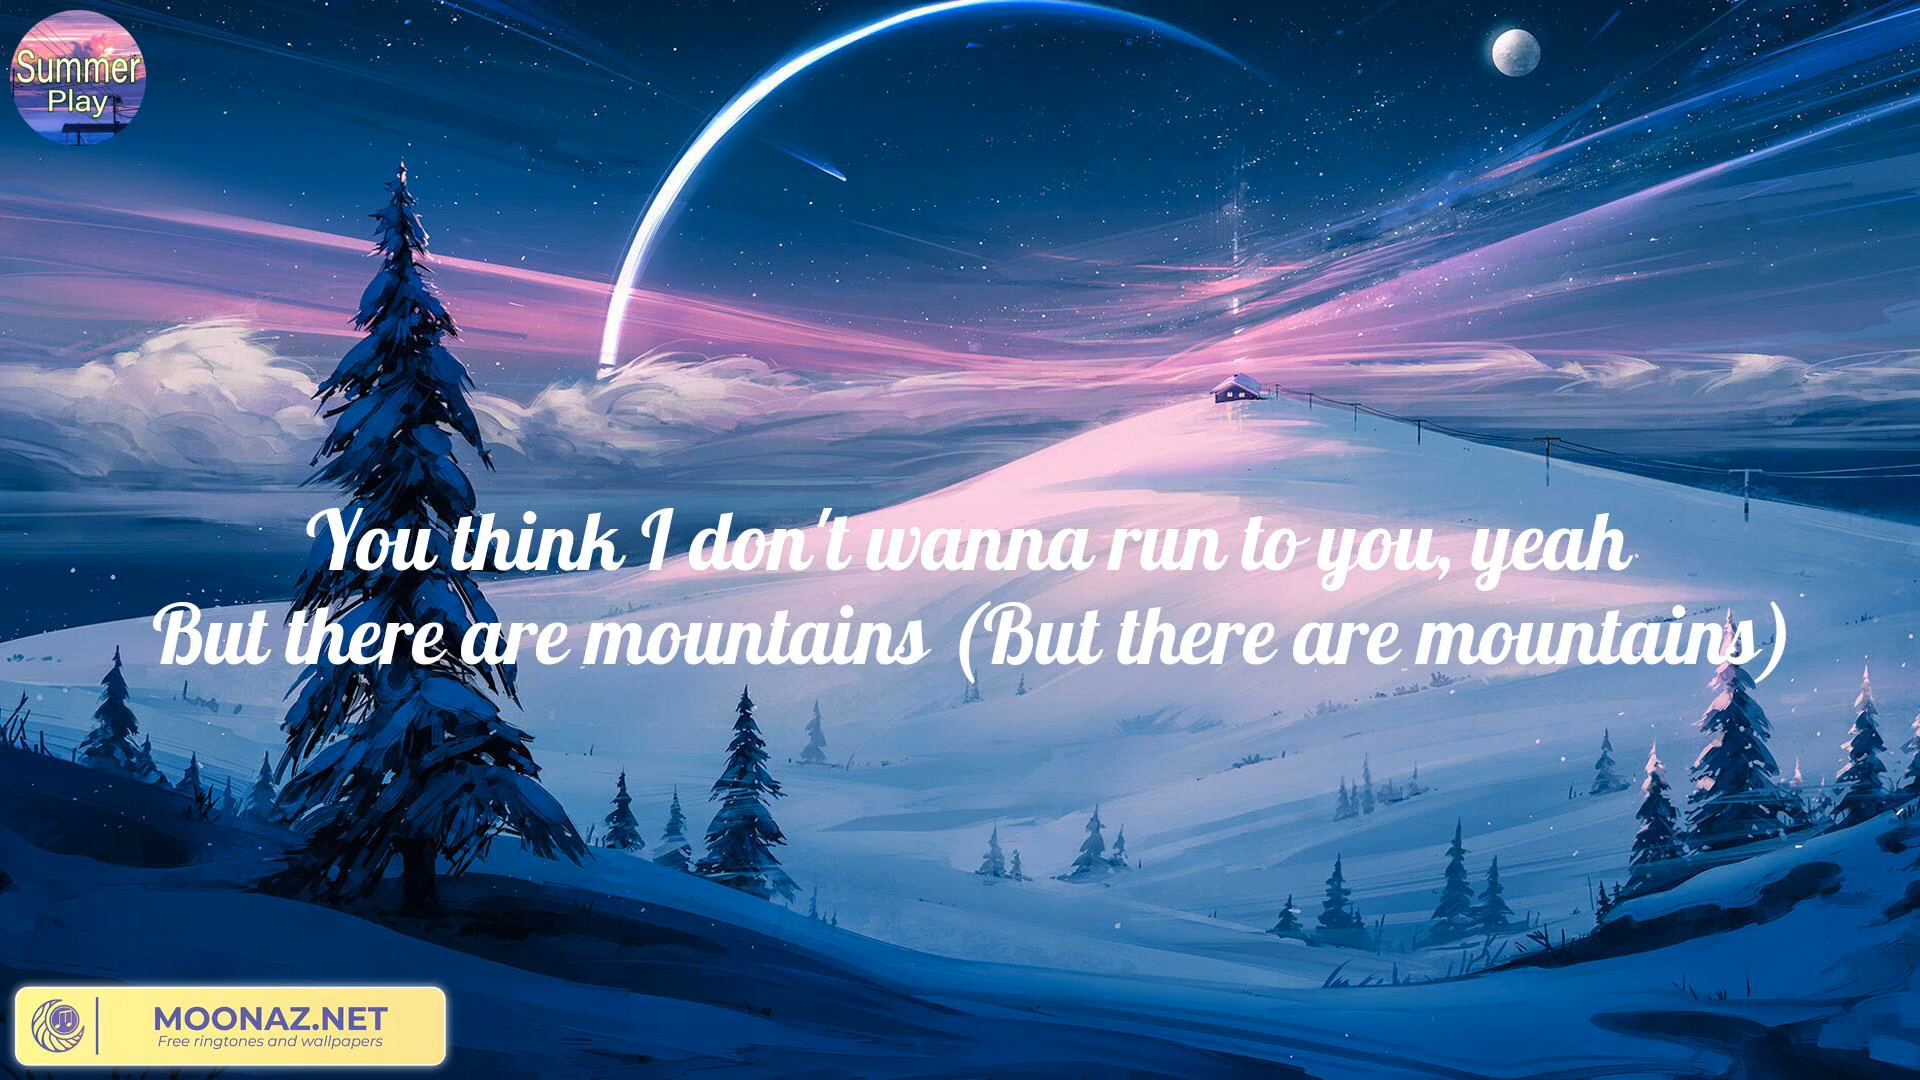 Summer
Play
You think I don't wanna run to you, yeah
But there are mountains (But there are mountains)
MOONAZ.NET
Free ringtones and wallpapers